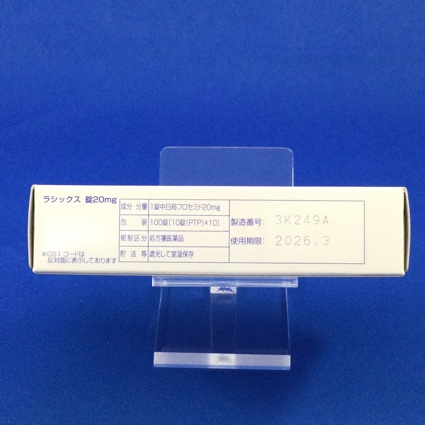 ラシックス 錠20mg
成分 分量 1錠中日局フロセミド20mg
包 装 100錠(10錠(PTP)×10)
規制区分 処方箋医薬品
貯 法 等 遮光して室温保存
製造番号: 3K249A
使用期限: 2026.3
※GS1コードは
反対面に表示してあります